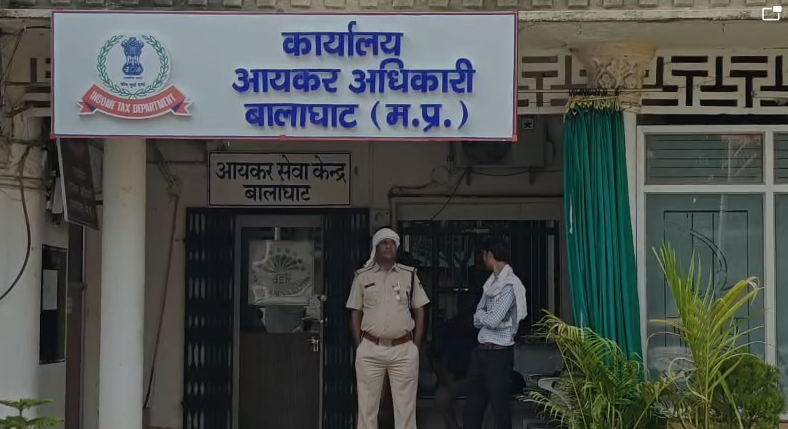 कार्यालय
आयकर अधिकारी
बालाघाट (म.प्र.)
INCOME TAX DEPARTMENT
आयकर सेवा केन्द्र
बालाघाट